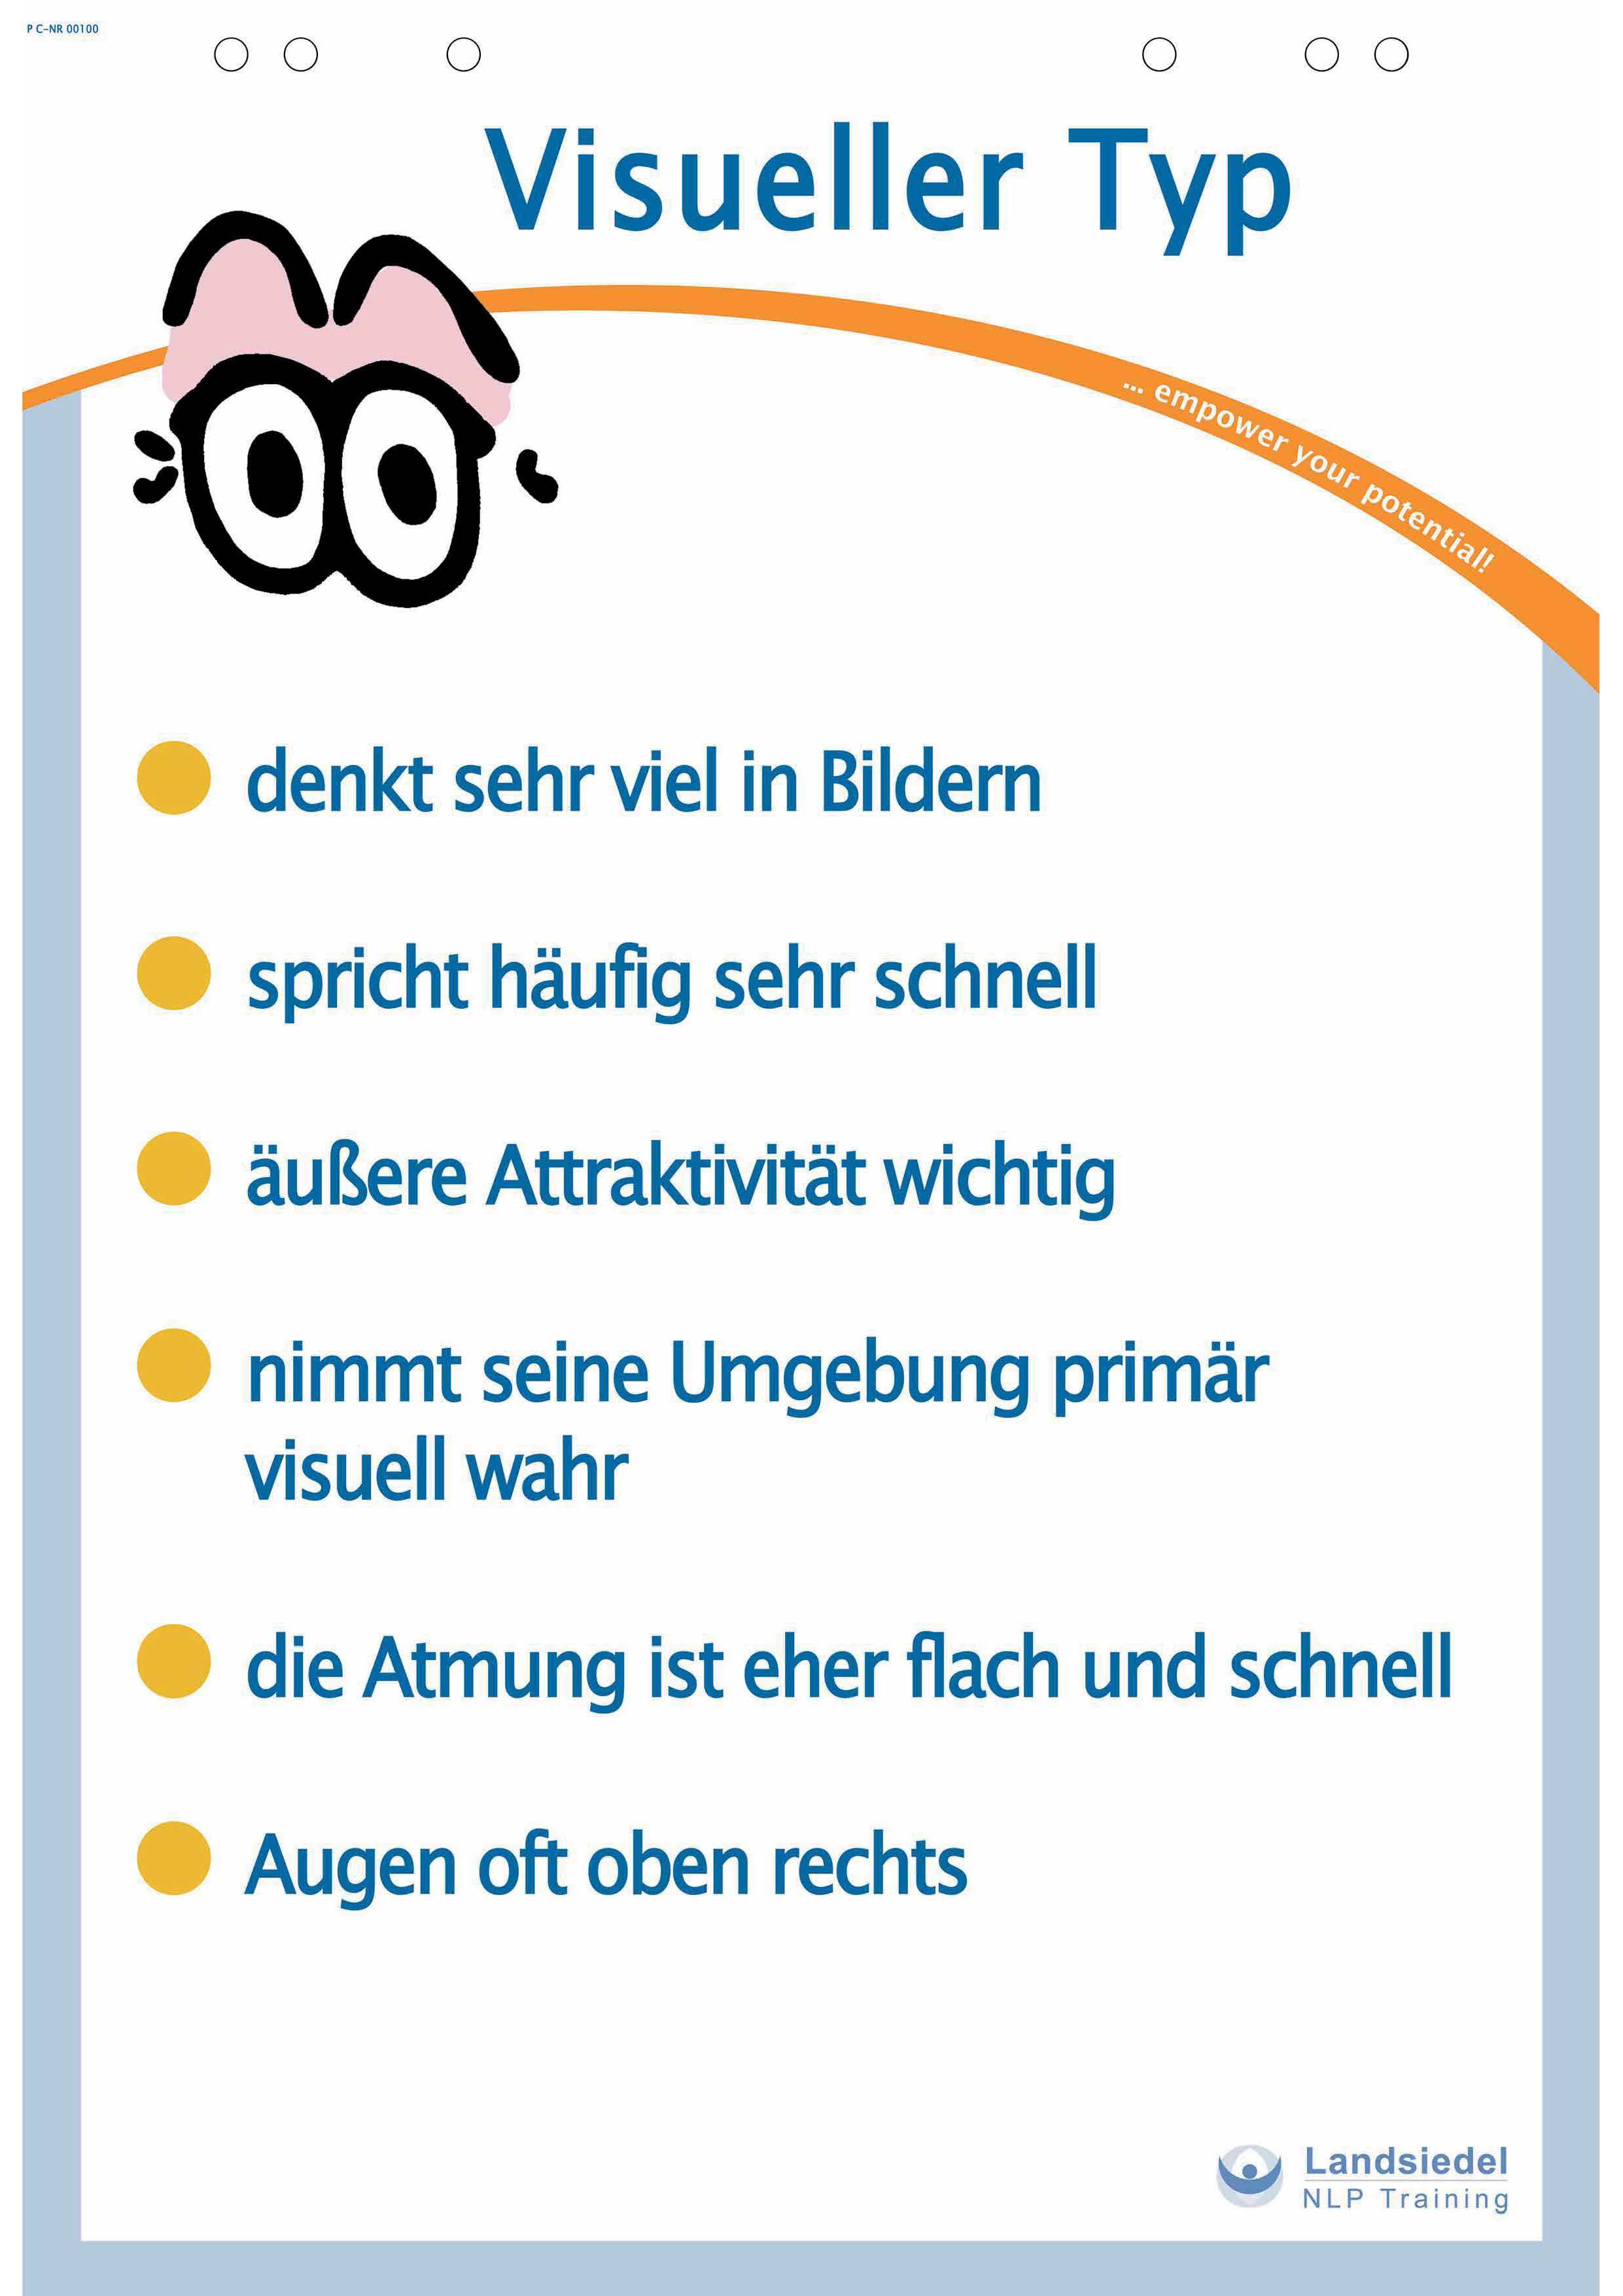 P C-NR 00100
Visueller Typ
... empower your potential!
denkt sehr viel in Bildern
spricht häufig sehr schnell
äußere Attraktivität wichtig
nimmt seine Umgebung primär
visuell wahr
die Atmung ist eher flach und schnell
Augen oft oben rechts
Landsiedel
NLP Training